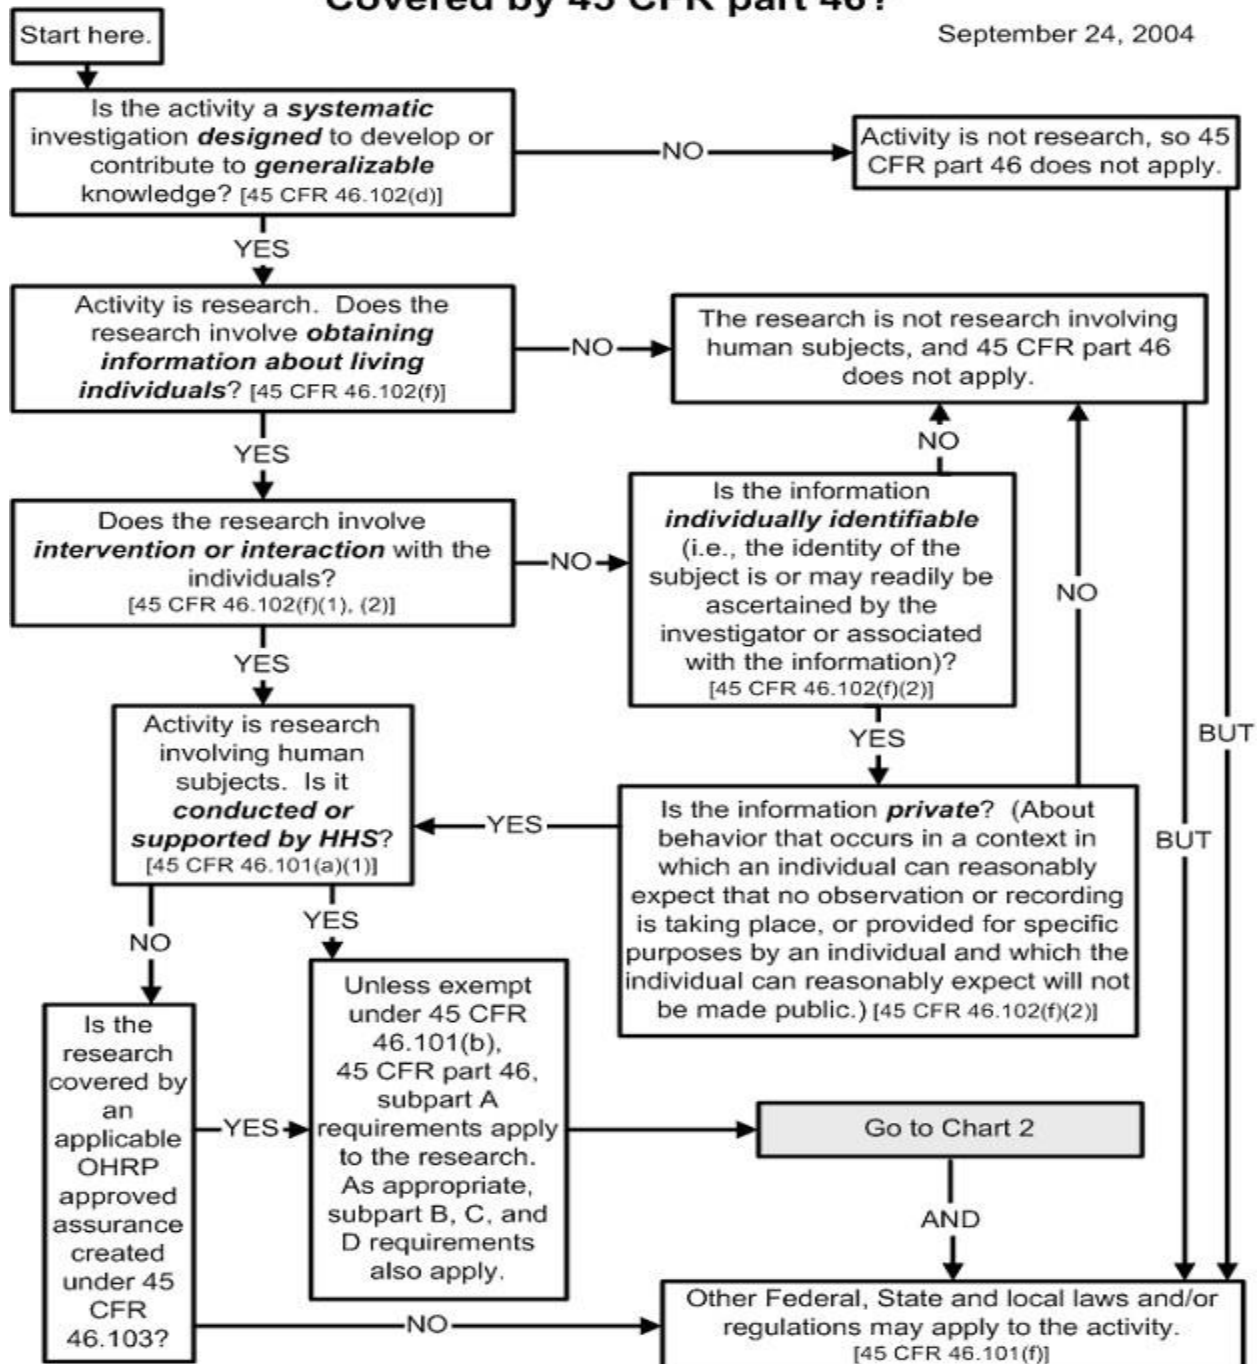 Covered by 45 CFR part 46?
September 24, 2004
Start here.
Is the activity a systematic
investigation designed to develop or
contribute to generalizable
knowledge? [45 CFR 46.102(d)]
NO
Activity is not research, so 45
CFR part 46 does not apply.
YES
Activity is research. Does the
research involve obtaining
information about living
individuals? [45 CFR 46.102(f)]
NO
The research is not research involving
human subjects, and 45 CFR part 46
does not apply.
YES
NO
Does the research involve
intervention or interaction with the
individuals?
[45 CFR 46.102(f)(1), (2)]
NO
Is the information
individually identifiable
(i.e., the identity of the
subject is or may readily be
ascertained by the
investigator or associated
with the information)?
[45 CFR 46.102(f)(2)]
NO
YES
YES
BUT
Activity is research
involving human
subjects. Is it
conducted or
supported by HHS?
[45 CFR 46.101(a)(1)]
YES
Is the information private? (About
behavior that occurs in a context in
which an individual can reasonably
expect that no observation or recording
is taking place, or provided for specific
purposes by an individual and which the
individual can reasonably expect will not
be made public.) [45 CFR 46.102(f)(2)]
BUT
NO
YES
Is the
research
covered by
an
applicable
OHRP
approved
assurance
created
under 45
CFR
46.103?
YES
Unless exempt
under 45 CFR
46.101(b),
45 CFR part 46,
subpart A
requirements apply
to the research.
As appropriate,
subpart B, C, and
D requirements
also apply.
Go to Chart 2
AND
NO
Other Federal, State and local laws and/or
regulations may apply to the activity.
[45 CFR 46.101(f)]